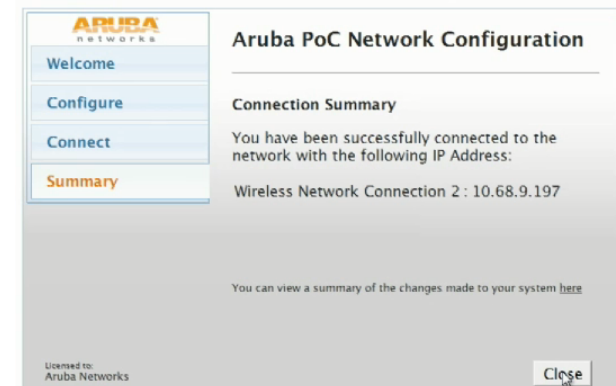 ARUBA
networks
Welcome
Configure
Connect
Summary
Aruba PoC Network Configuration
Connection Summary
You have been successfully connected to the
network with the following IP Address:
Wireless Network Connection 2 : 10.68.9.197
You can view a summary of the changes made to your system here
Licensed to:
Aruba Networks
Close